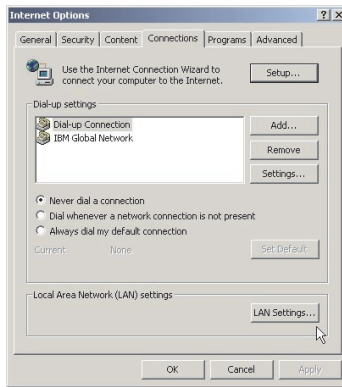 Internet Options
General Security Content Connections Programs Advanced
Use the Internet Connection Wizard to
connect your computer to the Internet.
Setup...
Dial-up settings
Dial-up Connection
IBM Global Network
Add...
Remove
Settings...
Never dial a connection
Dial whenever a network connection is not present
Always dial my default connection
Current None
Set Default
Local Area Network (LAN) settings
LAN Settings...
OK Cancel Apply